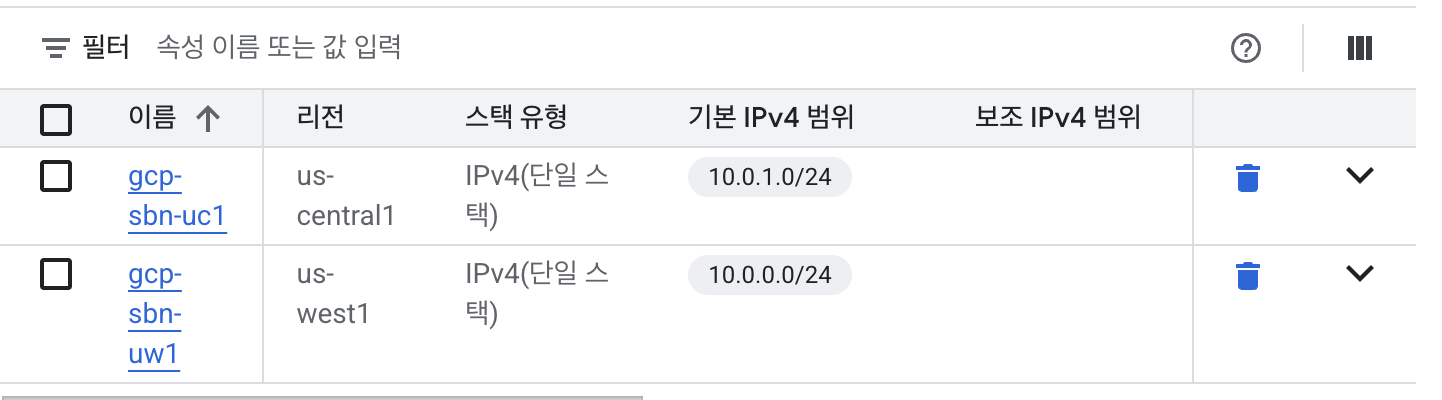 필터 속성 이름 또는 값 입력
이름 리전 스택 유형 기본 IPv4 범위 보조 IPv4 범위
gcp- us- IPv4(단일 스 10.0.1.0/24
sbn-uc1 central1 택)
gcp- us- IPv4(단일 스 10.0.0.0/24
sbn- west1 택)
uw1